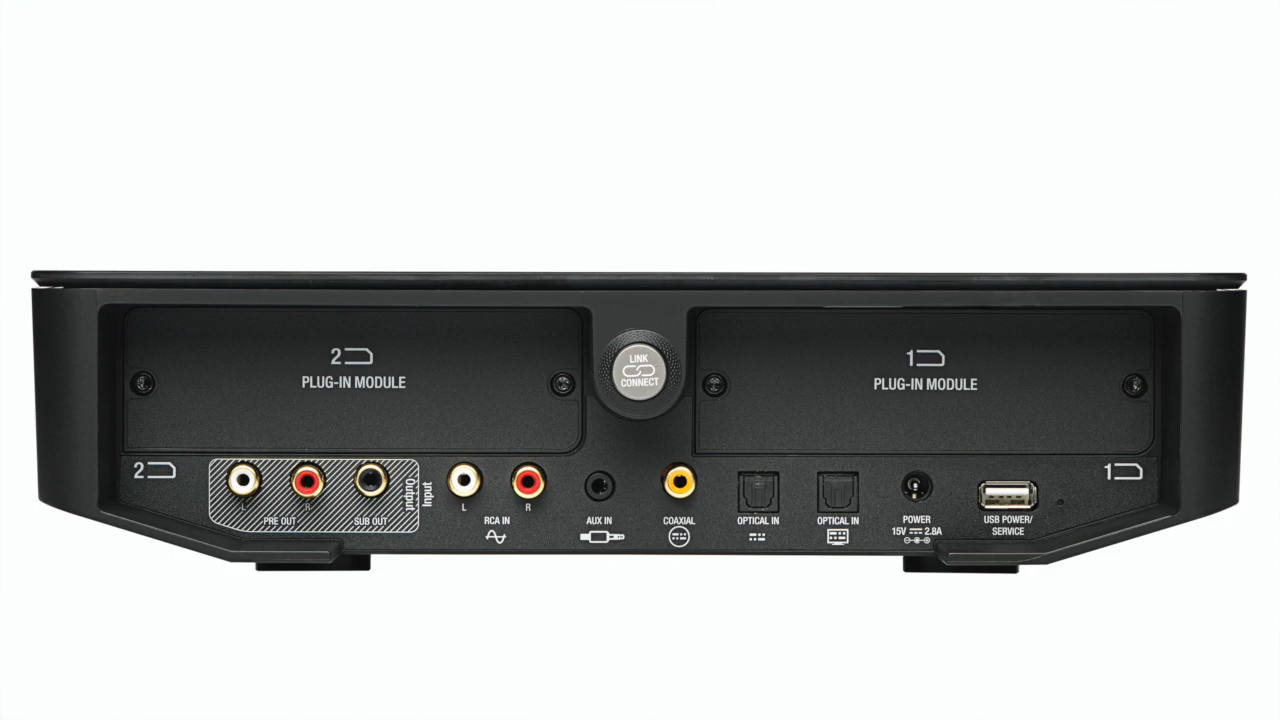 2
PLUG-IN MODULE
LINK
CONNECT
1
PLUG-IN MODULE
2
L
PRE OUT
SUB OUT
Output
Input
L
R
RCA IN
AUX IN
COAXIAL
OPTICAL IN
OPTICAL IN
POWER
15V 2.8A
USB POWER/
SERVICE
1